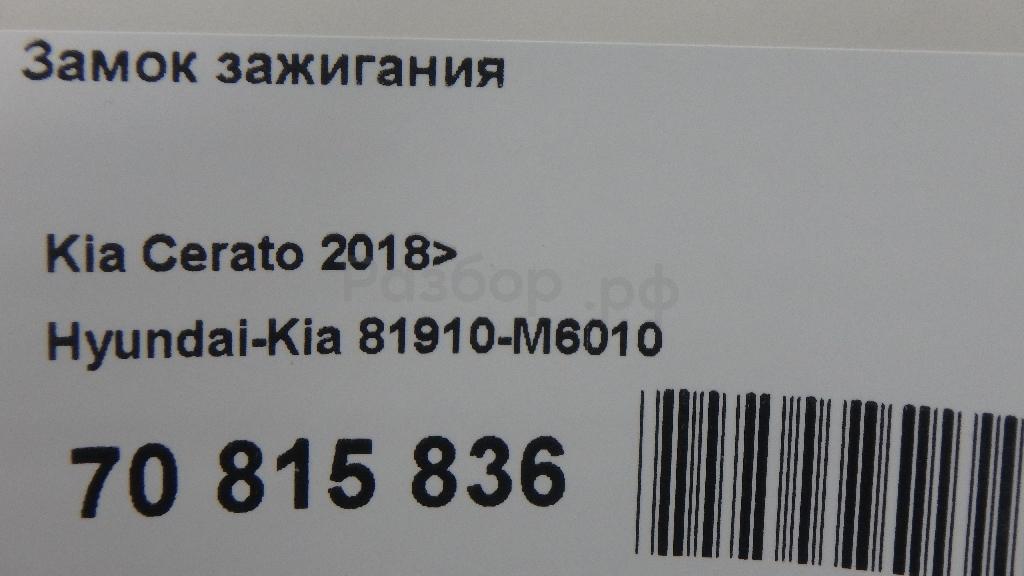 Замок зажигания
Kia Cerato 2018>
Разбор.рф
Hyundai-Kia 81910-M6010
70 815 836